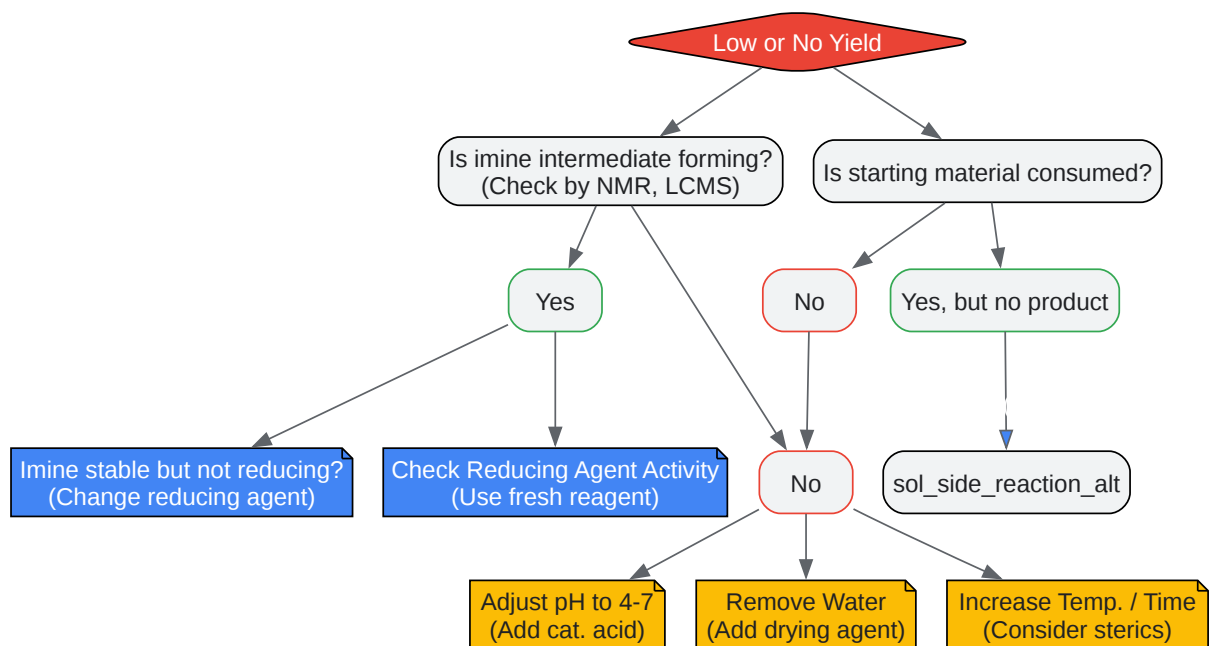 Low or No Yield
Is imine intermediate forming?
(Check by NMR, LCMS)
Is starting material consumed?
Yes
No
Yes, but no product
Imine stable but not reducing?
(Change reducing agent)
Check Reducing Agent Activity
(Use fresh reagent)
No
sol_side_reaction_alt
Adjust pH to 4-7
(Add cat. acid)
Remove Water
(Add drying agent)
Increase Temp. / Time
(Consider sterics)